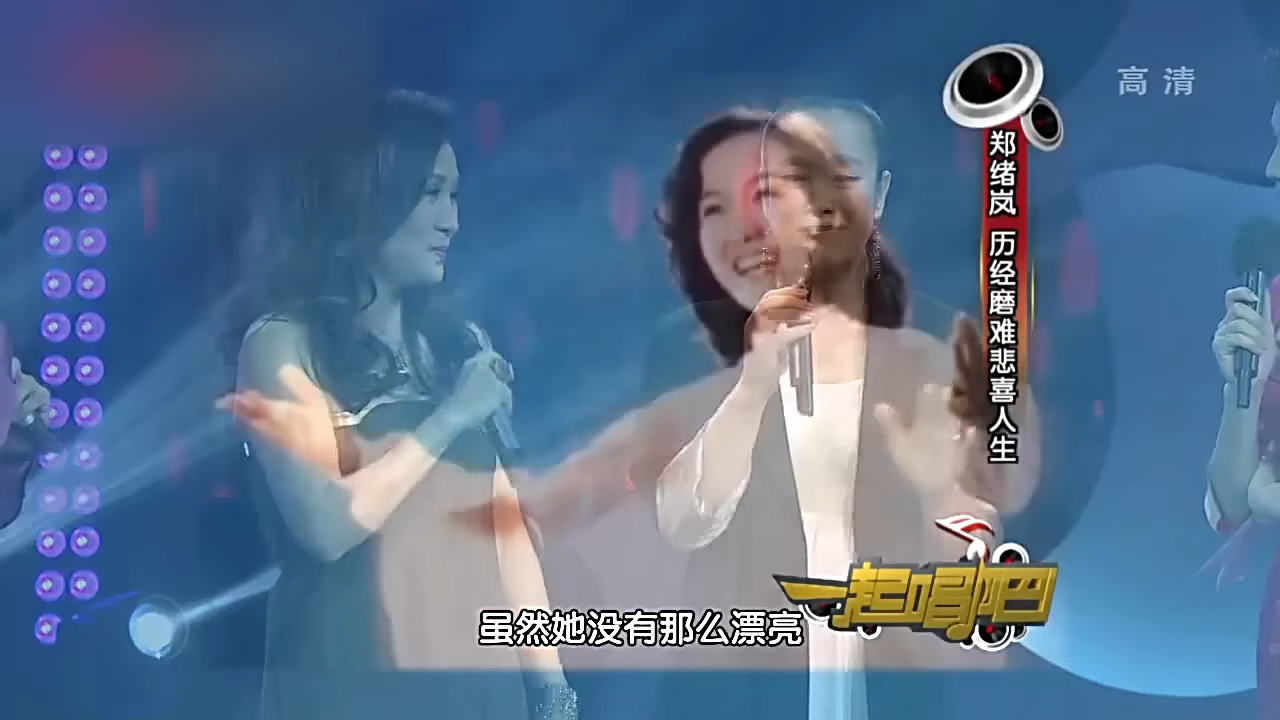 高清
郑绪岚 历经磨难悲喜人生
一起唱吧
虽然她没有那么漂亮